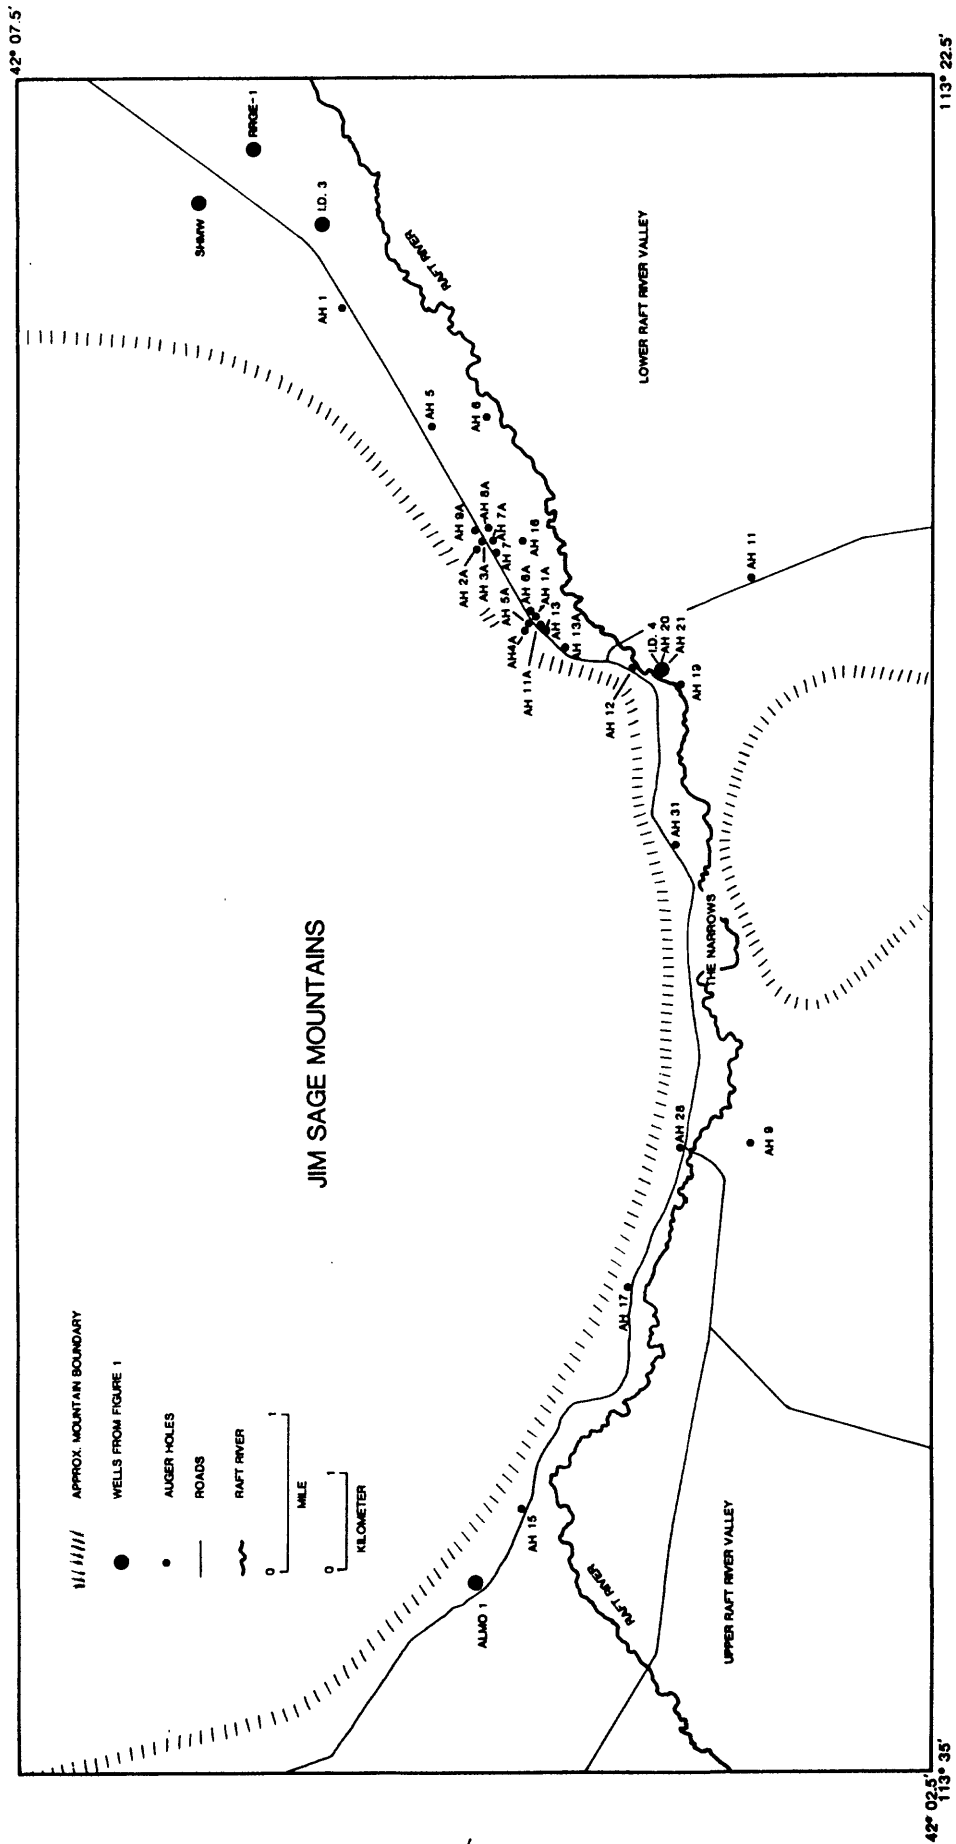 42° 07.5'
113° 22.5'
42° 02.5'
113° 35'
APPROX. MOUNTAIN BOUNDARY
WELLS FROM FIGURE 1
AUGER HOLES
ROADS
RAFT RIVER
0 1
MILE
0 1
KILOMETER
JIM SAGE MOUNTAINS
SHMW
RRGE-1
I.D. 3
AH 1
RAFT RIVER
AH 5
AH 6
LOWER RAFT RIVER VALLEY
AH 9A
AH 8A
AH 7A
AH 2A
AH 3A
AH 7
AH 16
AH 5A
AH 6A
AH 1A
AH4A
AH 13
AH 11A
AH 13A
AH 12
I.D. 4
AH 20
AH 21
AH 19
AH 11
AH 31
THE NARROWS
AH 28
AH 9
AH 17
AH 15
ALMO 1
RAFT RIVER
UPPER RAFT RIVER VALLEY